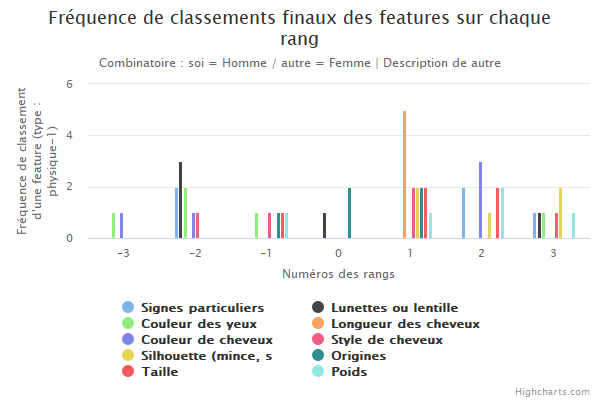 Fréquence de classements finaux des features sur chaque
rang
Combinatoire : soi = Homme / autre = Femme | Description de autre
Fréquence de classement
d'une feature (type :
physique-1)
6
4
2
0
−3
−2
−1
0
1
2
3
Numéros des rangs
Signes particuliers
Lunettes ou lentille
Couleur des yeux
Longueur des cheveux
Couleur de cheveux
Style de cheveux
Silhouette (mince, s
Origines
Taille
Poids
Highcharts.com